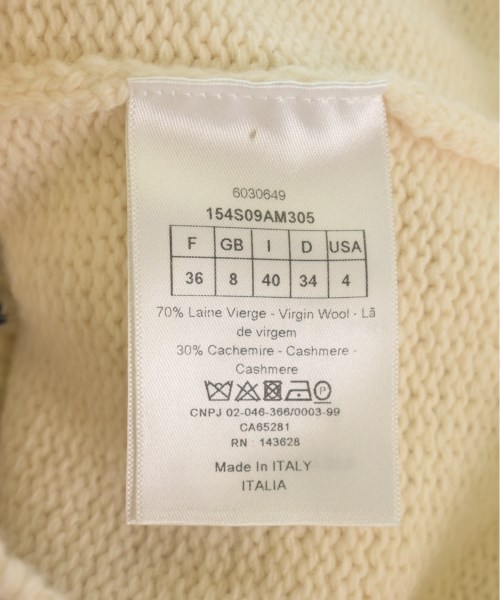 6030649
154S09AM305
F GB I D USA
36 8 40 34 4
70% Laine Vierge - Virgin Wool - Lã
de virgem
30% Cachemire - Cashmere -
Cashmere
P
CNPJ 02-046-366/0003-99
CA65281
RN : 143628
Made In ITALY
ITALIA